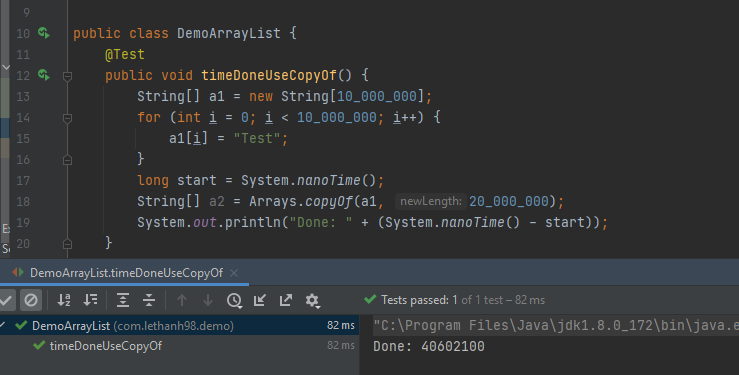 9
10 public class DemoArrayList {
11 @Test
12 public void timeDoneUseCopyOf() {
13 String[] a1 = new String[10_000_000];
14 for (int i = 0; i < 10_000_000; i++) {
15 a1[i] = "Test";
16 }
17 long start = System.nanoTime();
18 String[] a2 = Arrays.copyOf(a1, newLength: 20_000_000);
19 System.out.println("Done: " + (System.nanoTime() - start));
20 }
DemoArrayList.timeDoneUseCopyOf ×
Tests passed: 1 of 1 test – 82 ms
DemoArrayList (com.lethanh98.demo) 82 ms
timeDoneUseCopyOf 82 ms
"C:\Program Files\Java\jdk1.8.0_172\bin\java.e
Done: 40602100